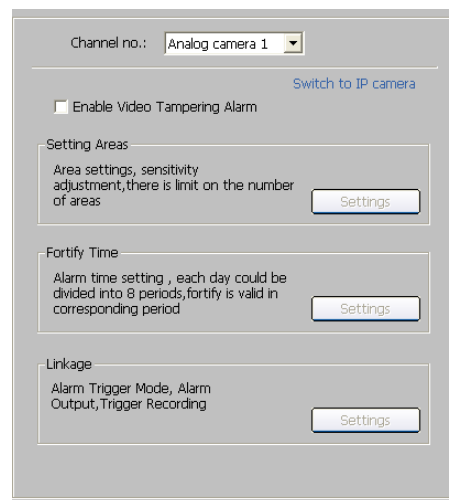 Channel no.: Analog camera 1
Switch to IP camera
Enable Video Tampering Alarm
Setting Areas
Area settings, sensitivity
adjustment,there is limit on the number
of areas
Settings
Fortify Time
Alarm time setting , each day could be
divided into 8 periods,fortify is valid in
corresponding period
Settings
Linkage
Alarm Trigger Mode, Alarm
Output,Trigger Recording
Settings